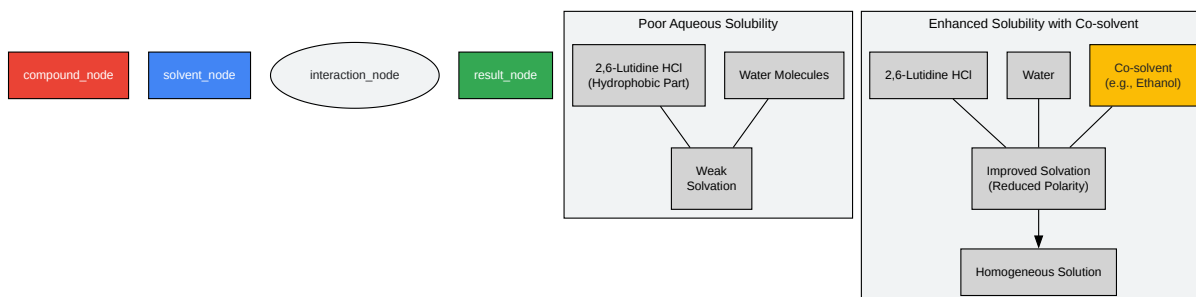 compound_node
solvent_node
interaction_node
result_node
Poor Aqueous Solubility
2,6-Lutidine HCl
(Hydrophobic Part)
Water Molecules
Weak
Solvation
Enhanced Solubility with Co-solvent
2,6-Lutidine HCl
Water
Co-solvent
(e.g., Ethanol)
Improved Solvation
(Reduced Polarity)
Homogeneous Solution